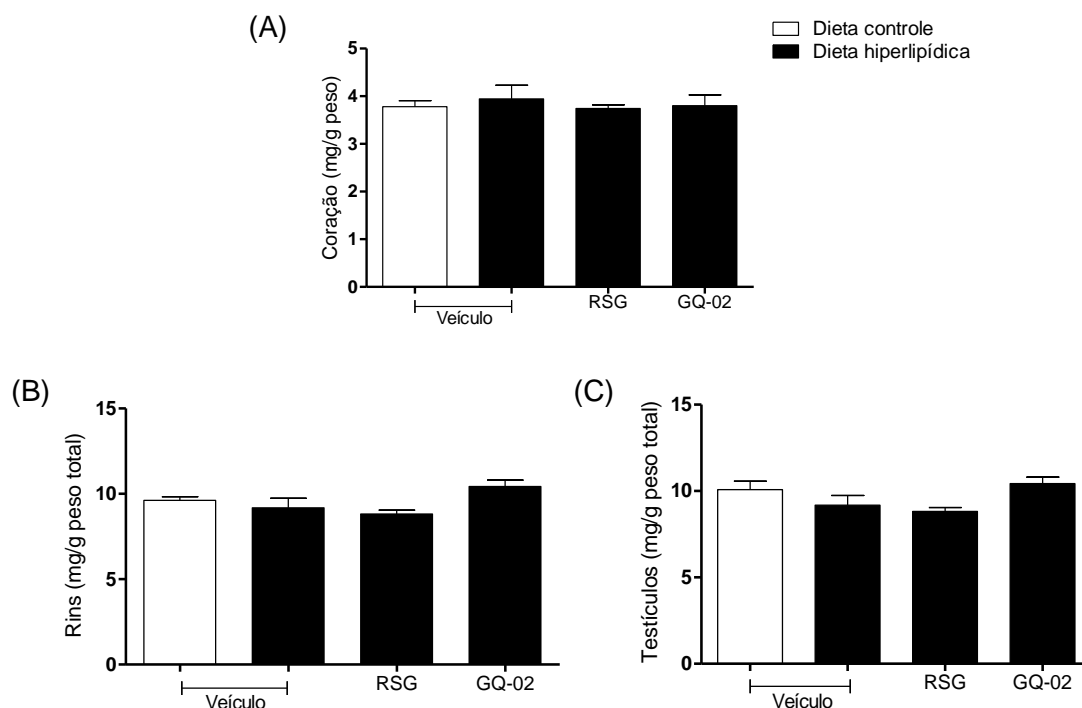 (A)
Dieta controle
Dieta hiperlipídica
Coração (mg/g peso)
5
4
3
2
1
0
RSG
GQ-02
Veículo
(B)
Rins (mg/g peso total)
15
10
5
0
RSG
GQ-02
Veículo
(C)
Testículos (mg/g peso total)
15
10
5
0
RSG
GQ-02
Veículo